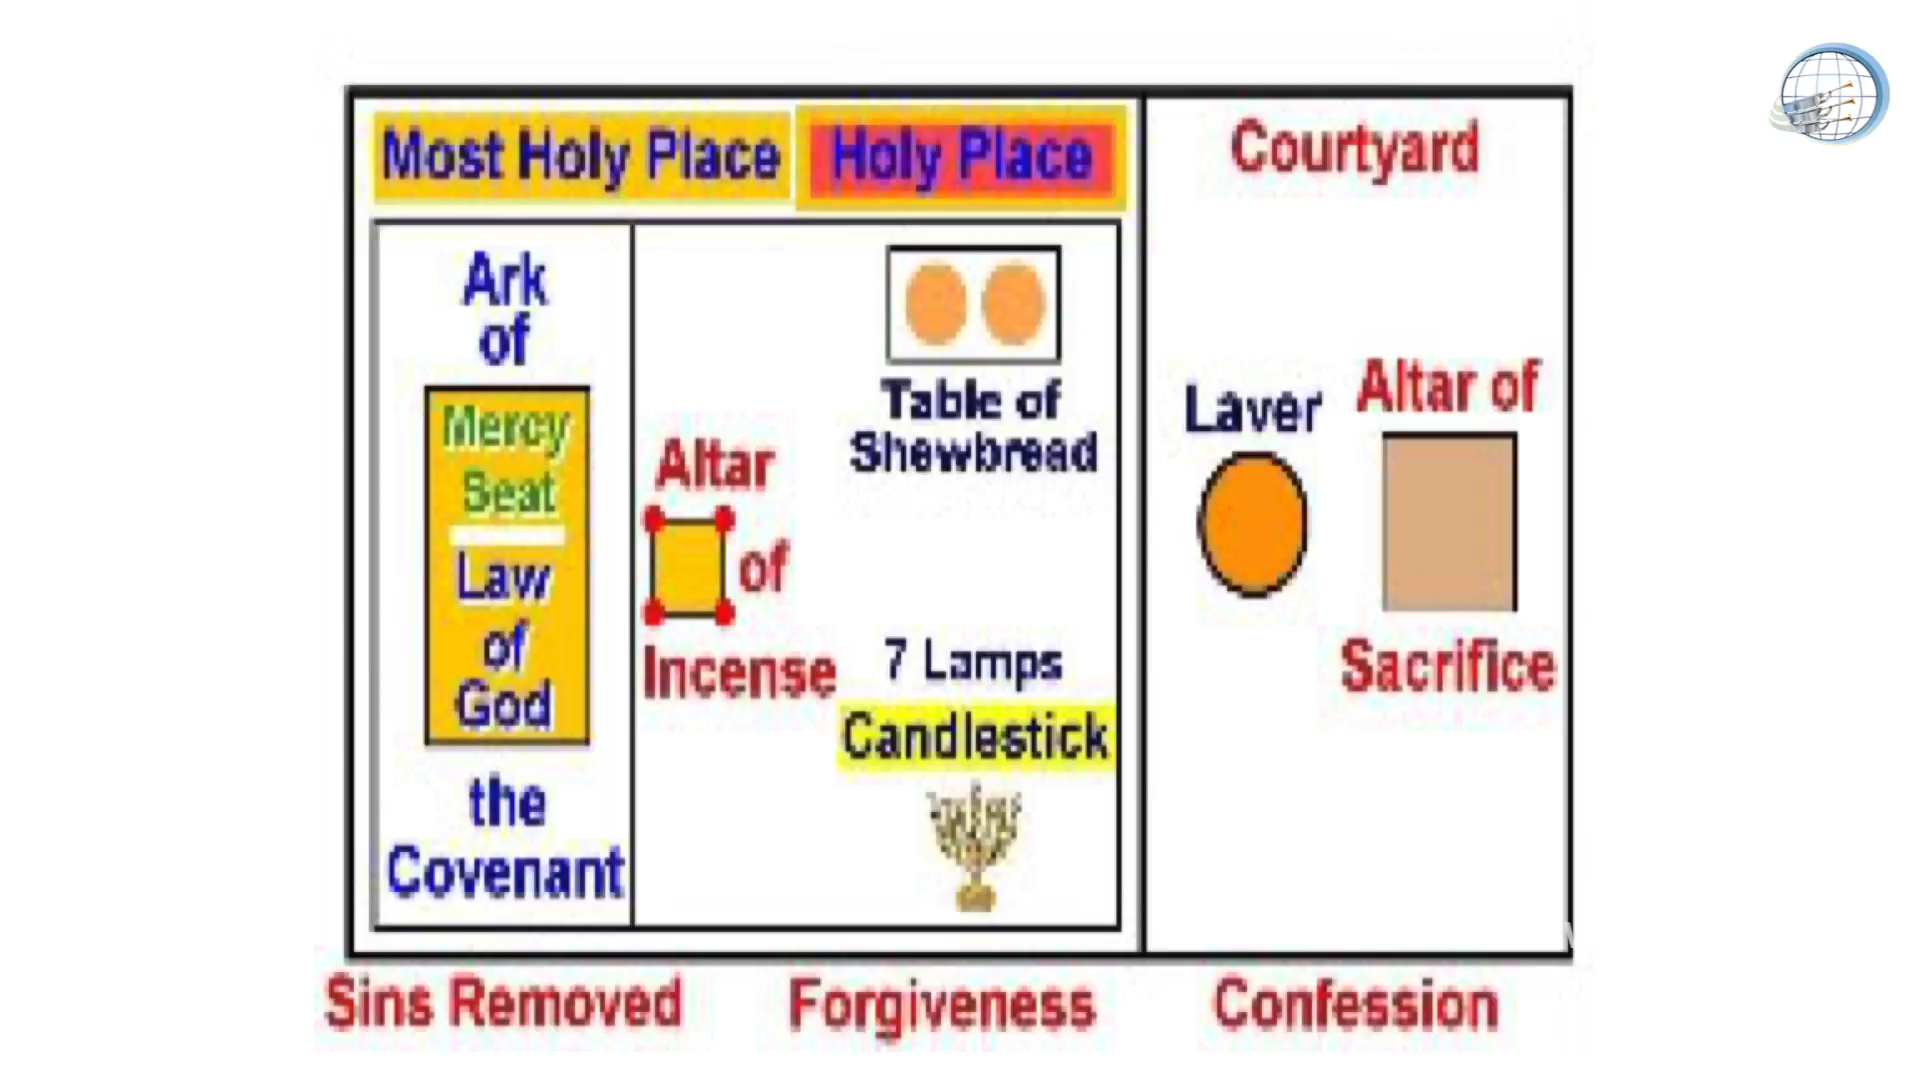 Most Holy Place
Holy Place
Courtyard
Ark
of
Mercy
Seat
Law
of
God
the
Covenant
Altar
of
Incense
Table of
Shewbread
7 Lamps
Candlestick
Laver
Altar of
Sacrifice
Sins Removed
Forgiveness
Confession